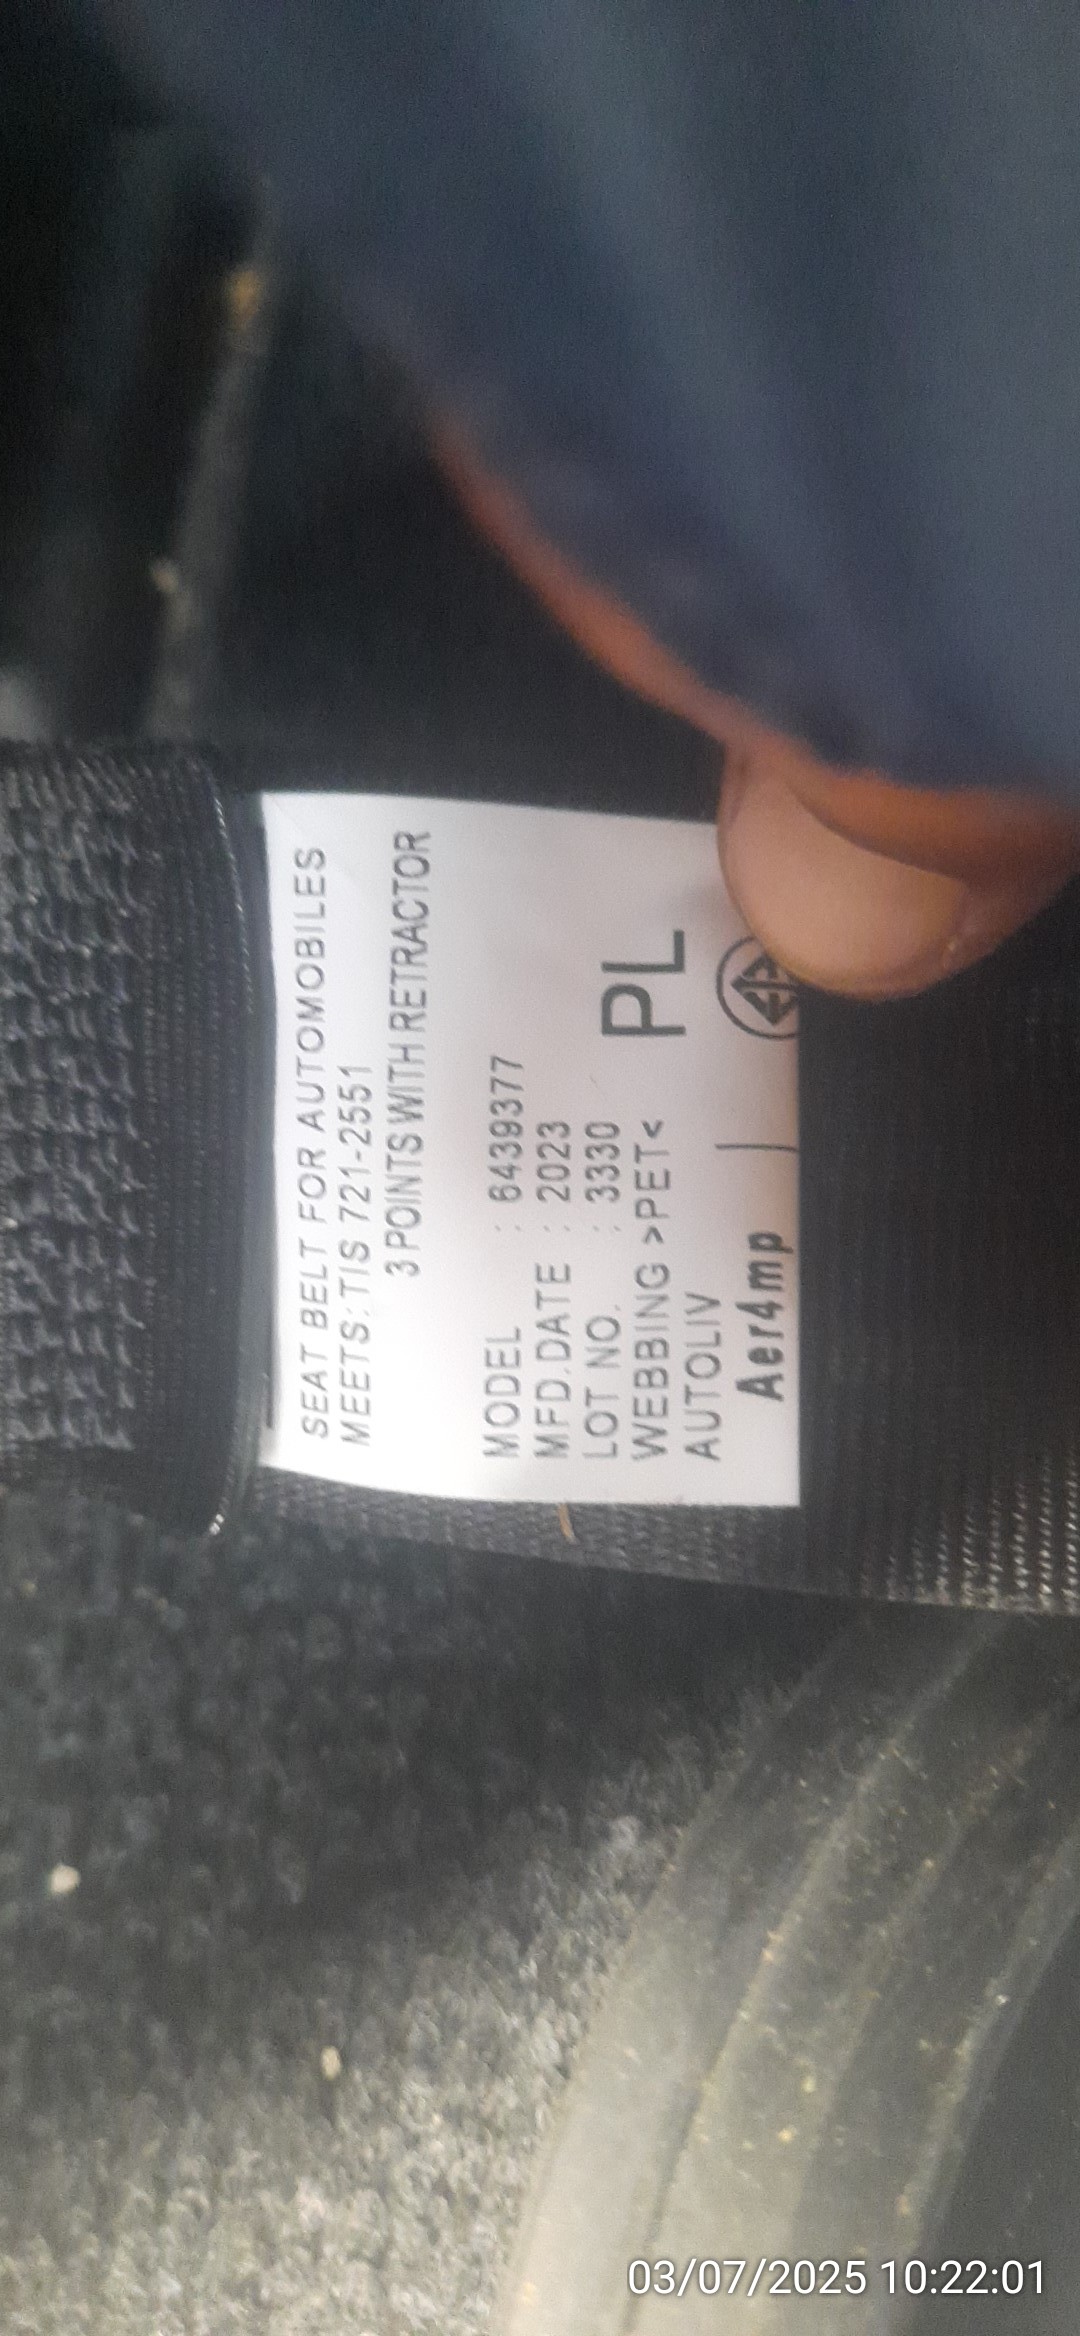 SEAT BELT FOR AUTOMOBILES
MEETS: TIS 721-2551
3 POINTS WITH RETRACTOR
MODEL : 6439377
MFD. DATE : 2023
LOT NO. : 3330
WEBBING >PET<
PL
AUTOLIV
Aer4mp
03/07/2025 10:22:01